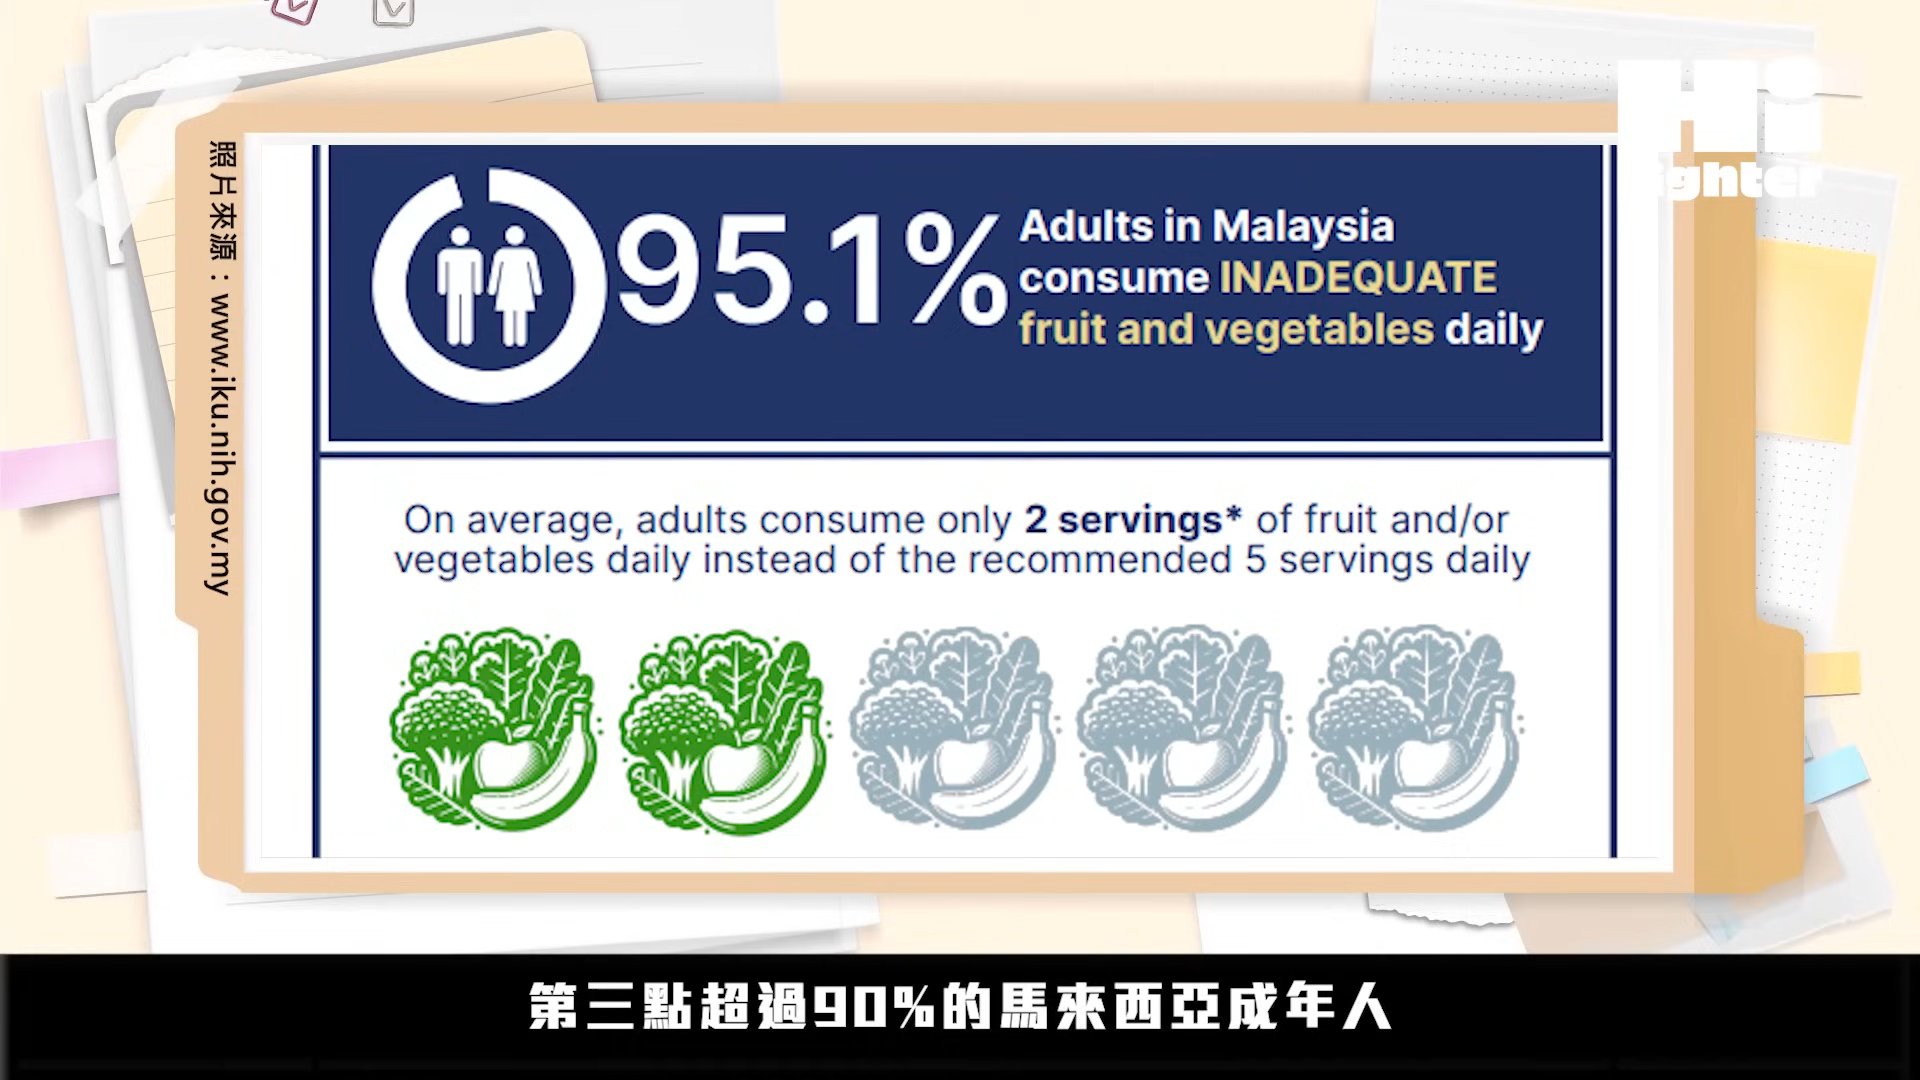 Hi
ighter
照片來源：www.iku.nih.gov.my
95.1%
Adults in Malaysia
consume INADEQUATE
fruit and vegetables daily
On average, adults consume only 2 servings* of fruit and/or
vegetables daily instead of the recommended 5 servings daily
第三點超過90%的馬來西亞成年人